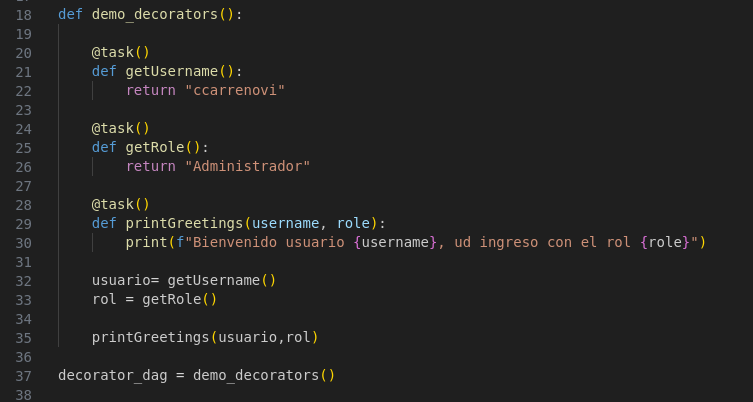 18 def demo_decorators():
19
20     @task()
21     def getUsername():
22         return "ccarrenovi"
23
24     @task()
25     def getRole():
26         return "Administrador"
27
28     @task()
29     def printGreetings(username, role):
30         print(f"Bienvenido usuario {username}, ud ingreso con el rol {role}")
31
32     usuario= getUsername()
33     rol = getRole()
34
35     printGreetings(usuario,rol)
36
37 decorator_dag = demo_decorators()
38